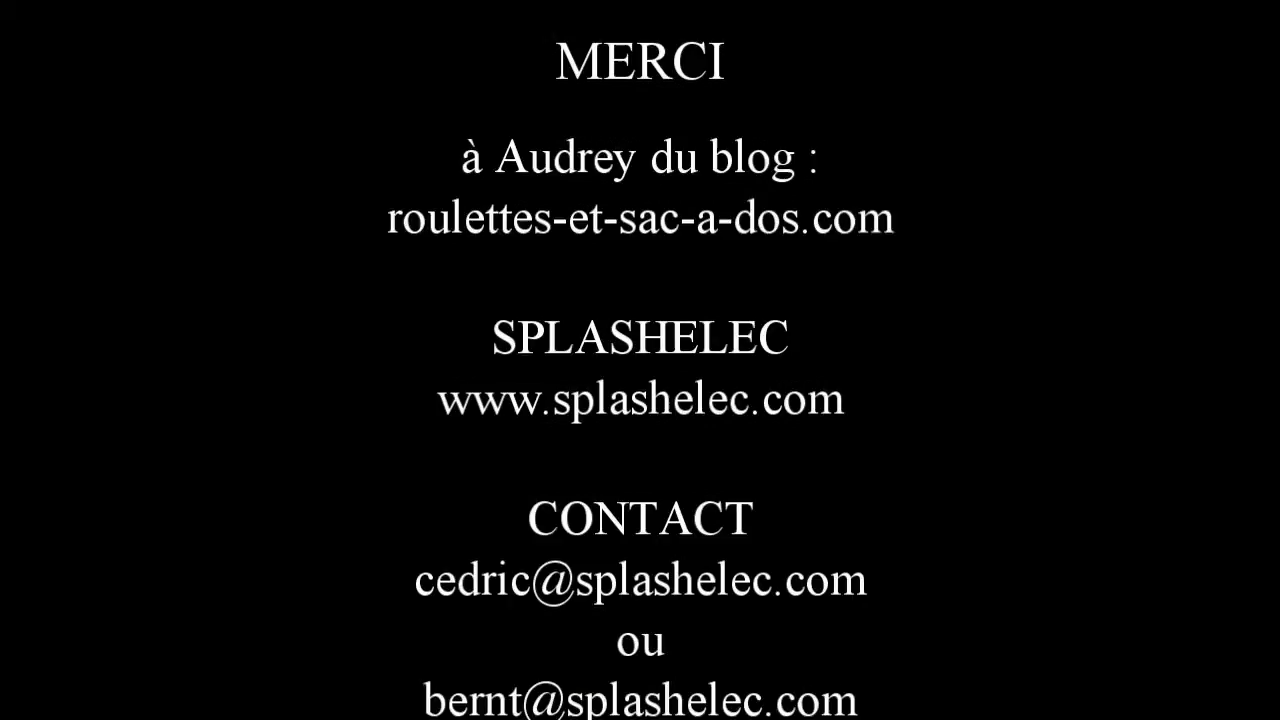 MERCI
à Audrey du blog :
roulettes-et-sac-a-dos.com
SPLASHELEC
www.splashelec.com
CONTACT
cedric@splashelec.com
ou
bernt@splashelec.com